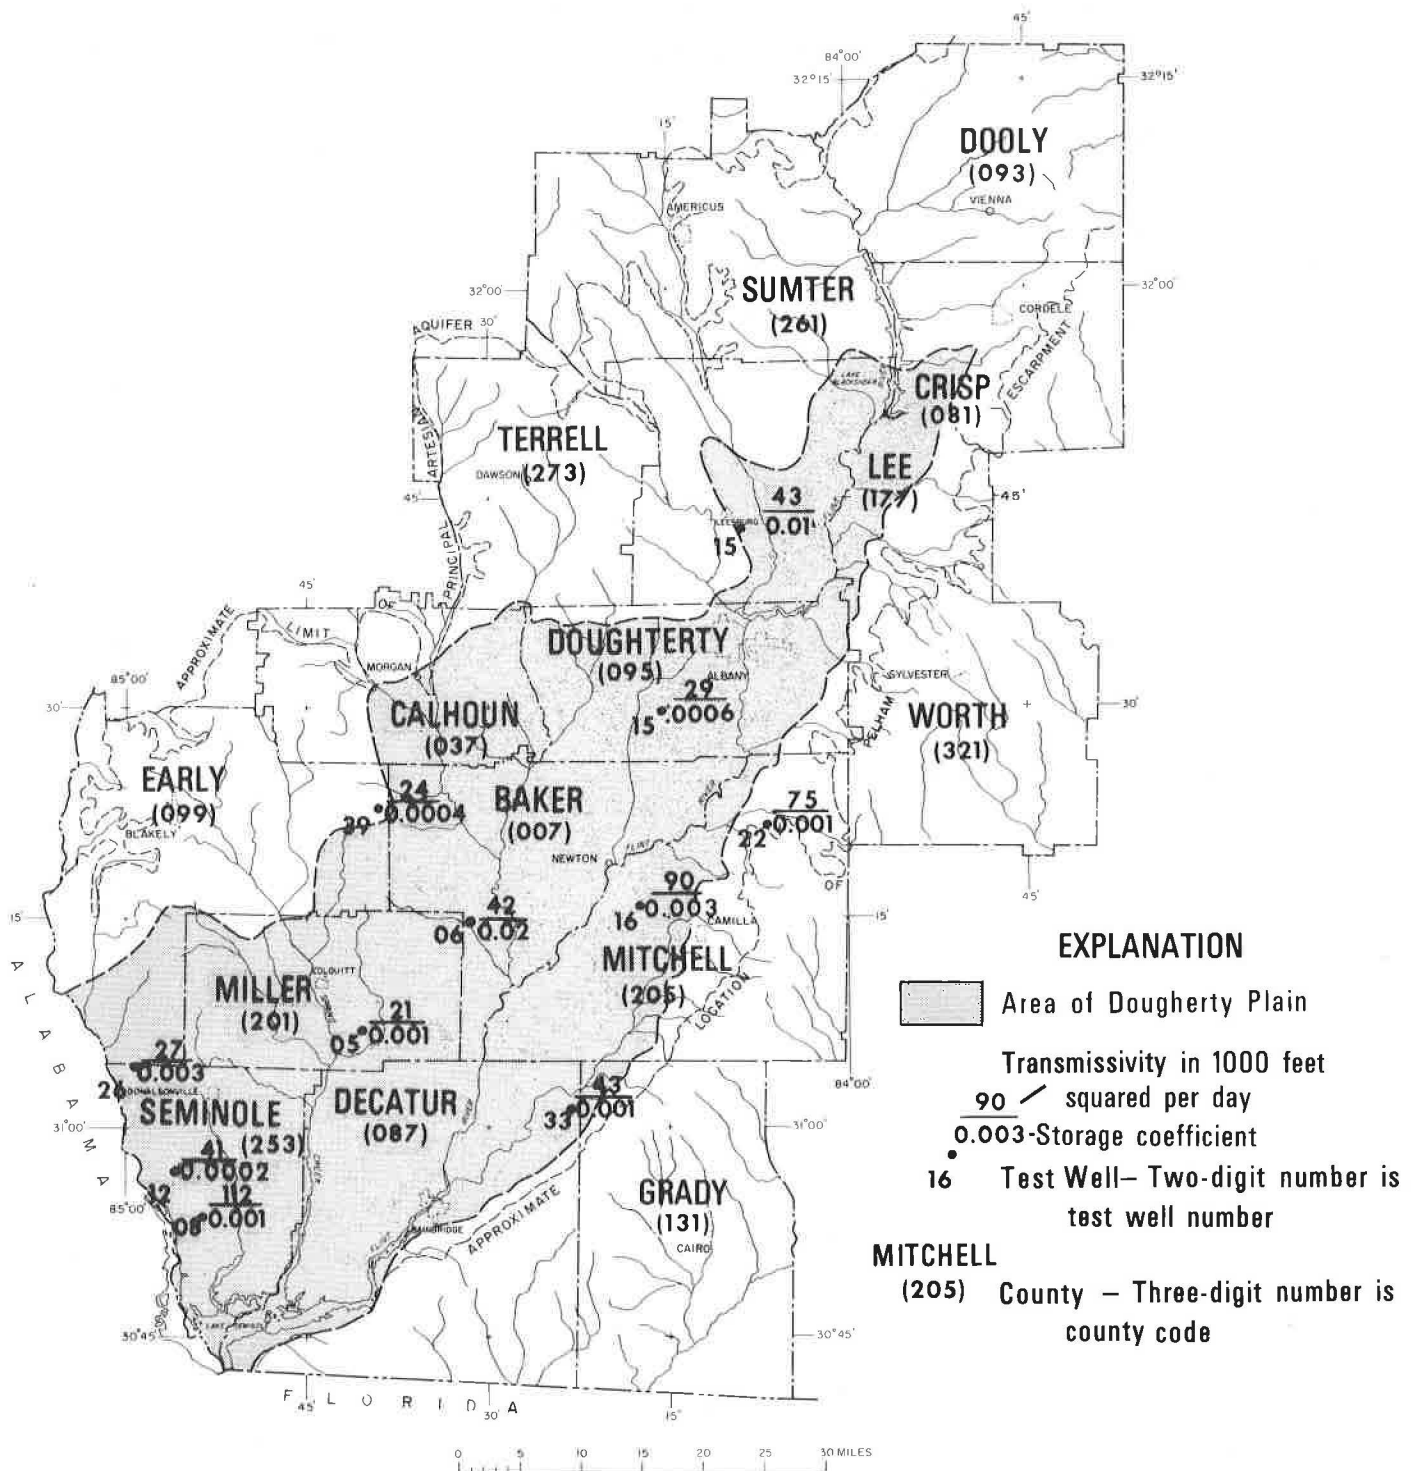 45'
84°00'
32°15'
32°15'
15'
DOOLY
(093)
VIENNA
AMERICUS
SUMTER
(261)
32°00'
32°00'
CORDELE
AQUIFER
30'
ESCARPMENT
LAKE
CRISP
(081)
ARTESIAN
TERRELL
DAWSON
(273)
LEE
(177)
45'
45'
43
0.01
FLINT
LEESBURG
15
PRINCIPAL
45'
OF
APPROXIMATE
LIMIT
DOUGHTERTY
(095)
MORGAN
ALBANY
SYLVESTER
85°00'
30'
29
.0006
15
30'
CALHOUN
(037)
PELHAM
WORTH
(321)
EARLY
(099)
BLAKELY
24
0.0004
39
BAKER
(007)
RIVER
75
0.001
22
NEWTON
FLINT
OF
45'
90
0.003
16
CAMILLA
15'
15'
42
0.02
06
EXPLANATION
MITCHELL
(205)
LOCATION
COLQUITT
MILLER
(201)
SPRING
21
0.001
05
Area of Dougherty Plain
ALABAMA
27
0.003
26
DONALSONVILLE
Transmissivity in 1000 feet
squared per day
90
0.003-Storage coefficient
84°00'
SEMINOLE
(253)
DECATUR
(087)
RIVER
43
0.001
33
31°00'
31°00'
16 Test Well— Two-digit number is
test well number
41
0.0002
12
112
0.001
08
85°00'
CREEK
GRADY
(131)
CAIRO
APPROXIMATE
BAINBRIDGE
FLINT
MITCHELL
(205) County — Three-digit number is
county code
LAKE SEMINOLE
30°45'
30°45'
FLORIDA
45'
30'
15'
0 5 10 15 20 25 30 MILES